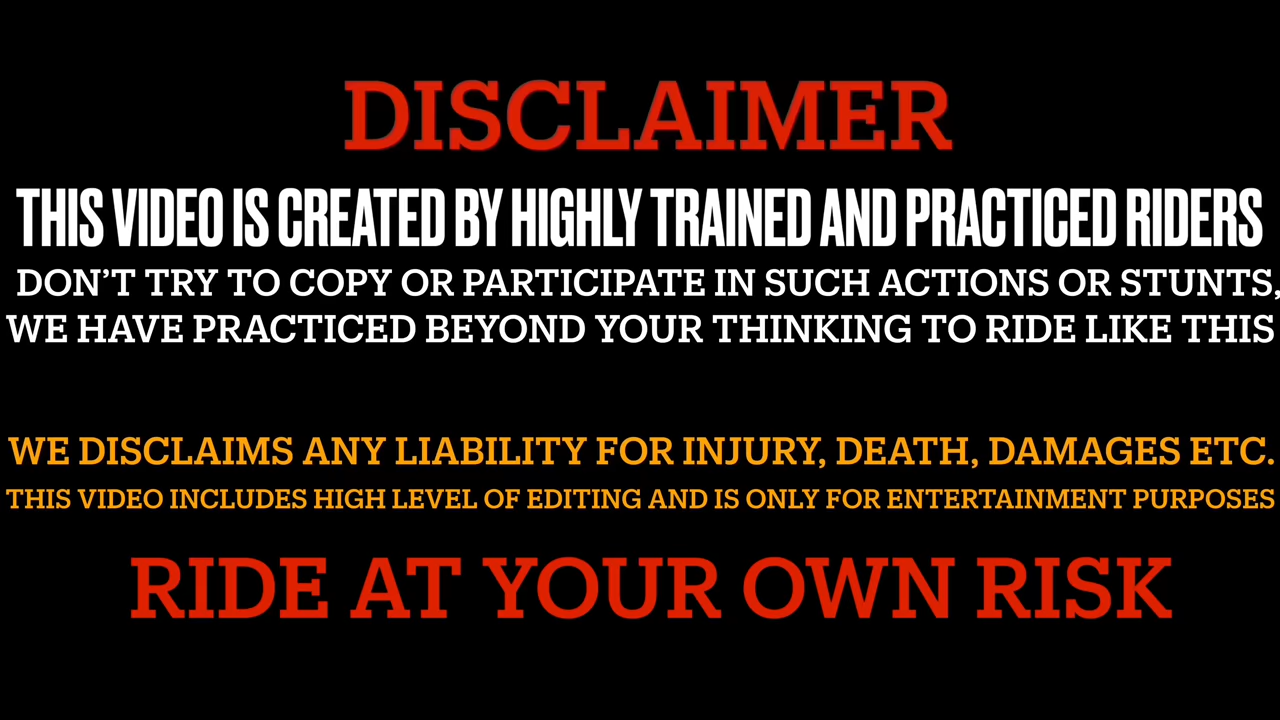 DISCLAIMER
THIS VIDEO IS CREATED BY HIGHLY TRAINED AND PRACTICED RIDERS
DON’T TRY TO COPY OR PARTICIPATE IN SUCH ACTIONS OR STUNTS,
WE HAVE PRACTICED BEYOND YOUR THINKING TO RIDE LIKE THIS
WE DISCLAIMS ANY LIABILITY FOR INJURY, DEATH, DAMAGES ETC.
THIS VIDEO INCLUDES HIGH LEVEL OF EDITING AND IS ONLY FOR ENTERTAINMENT PURPOSES
RIDE AT YOUR OWN RISK